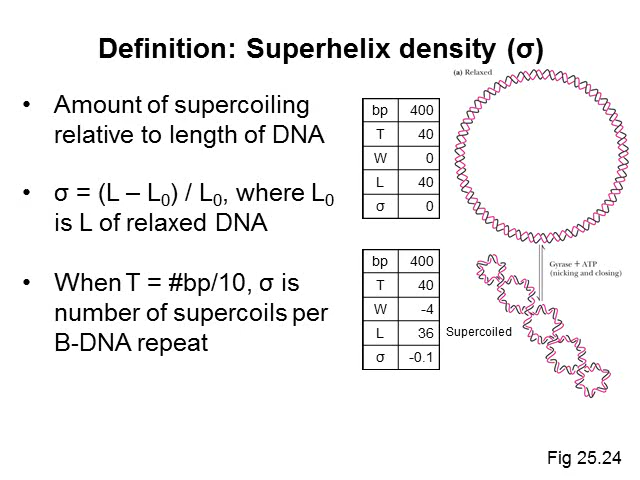 Definition: Superhelix density (σ)
• Amount of supercoiling
relative to length of DNA
• σ = (L – L0) / L0, where L0
is L of relaxed DNA
• When T = #bp/10, σ is
number of supercoils per
B-DNA repeat
bp 400
T 40
W 0
L 40
σ 0
bp 400
T 40
W -4
L 36
σ -0.1
(a) Relaxed
Gyrase + ATP
(nicking and closing)
Supercoiled
Fig 25.24